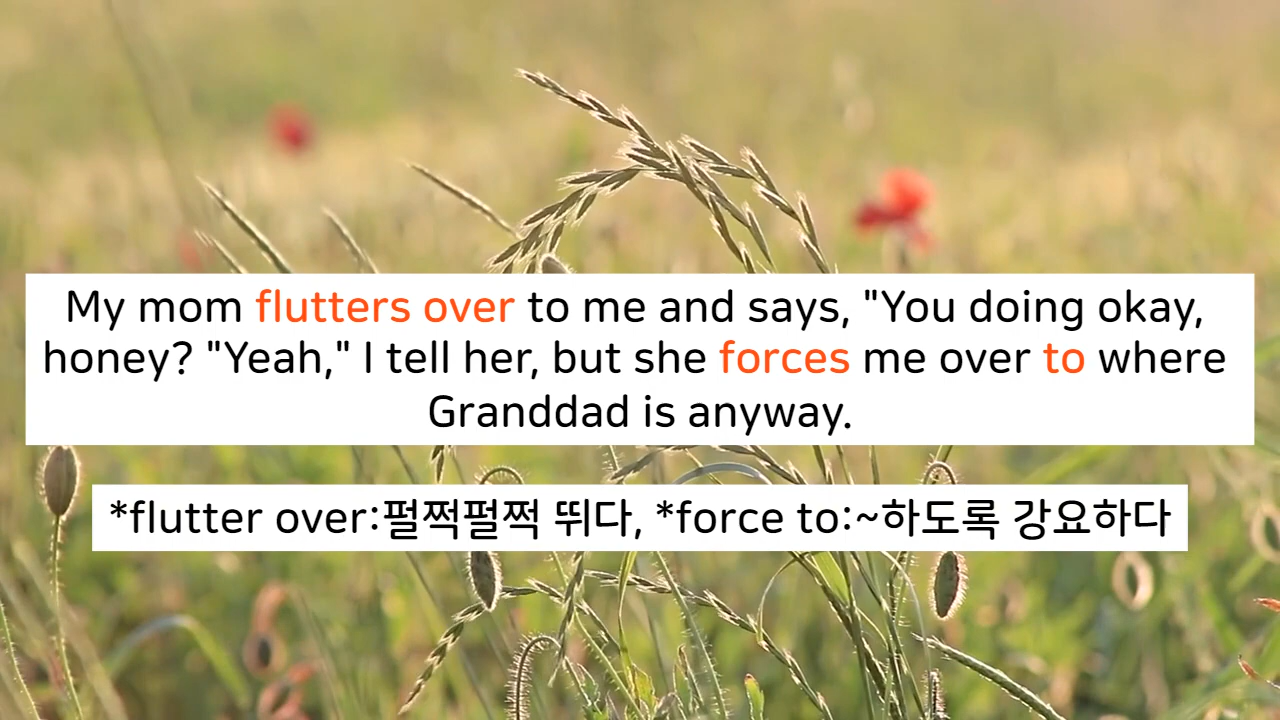 My mom flutters over to me and says, "You doing okay,
honey? "Yeah," I tell her, but she forces me over to where
Granddad is anyway.
*flutter over:펄쩍펄쩍 뛰다, *force to:~하도록 강요하다